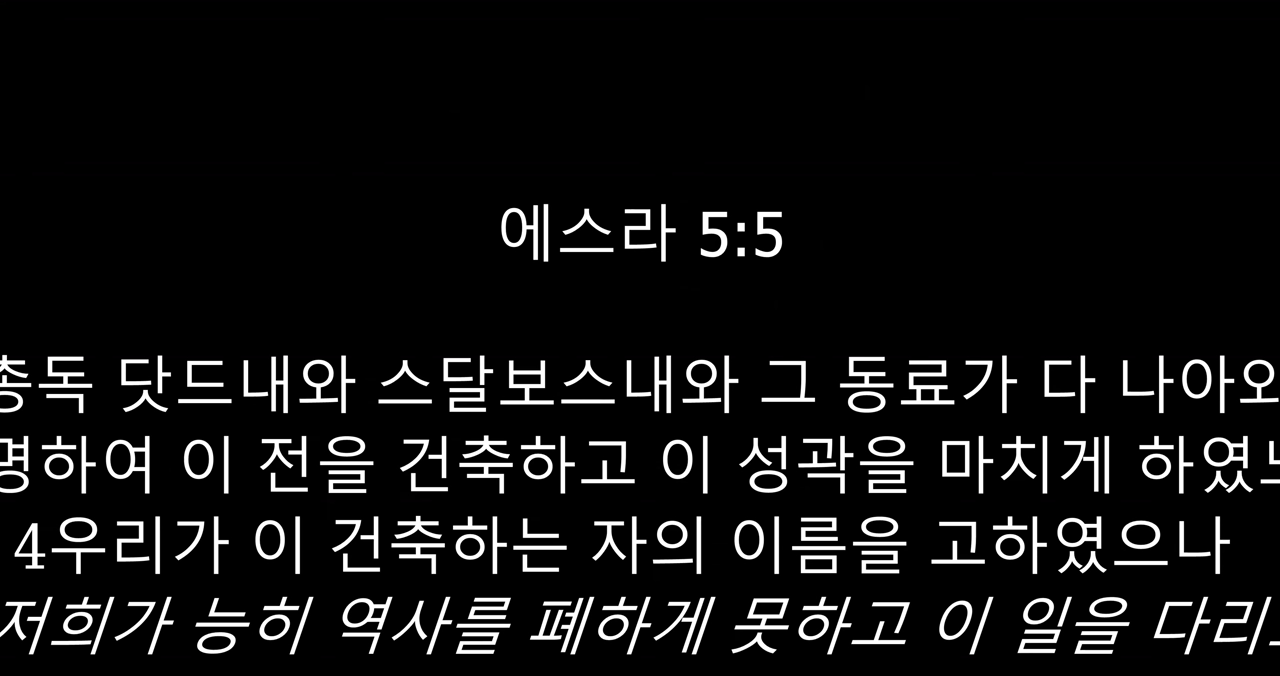 에스라 5:5
총독 닷드내와 스달보스내와 그 동료가 다 나아와
명하여 이 전을 건축하고 이 성곽을 마치게 하였느
4우리가 이 건축하는 자의 이름을 고하였으나
저희가 능히 역사를 폐하게 못하고 이 일을 다리